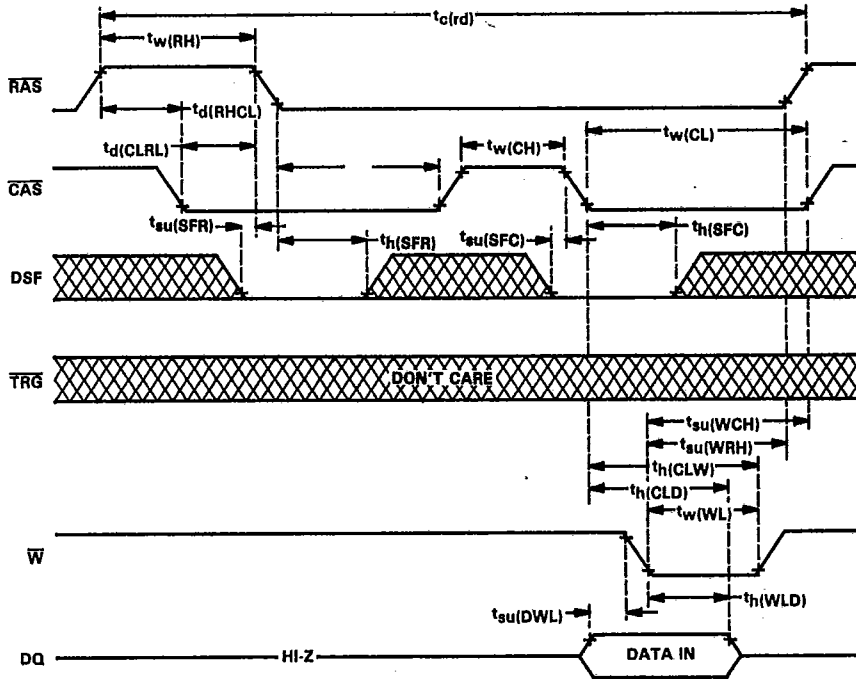 tc(rd)
tw(RH)
RAS
td(RHCL)
td(CLRL)
tw(CH)
tw(CL)
CAS
tsu(SFR)
th(SFR)
tsu(SFC)
th(SFC)
DSF
TRG
DON'T CARE
tsu(WCH)
tsu(WRH)
th(CLW)
th(CLD)
tw(WL)
W
th(WLD)
tsu(DWL)
DQ
HI-Z
DATA IN